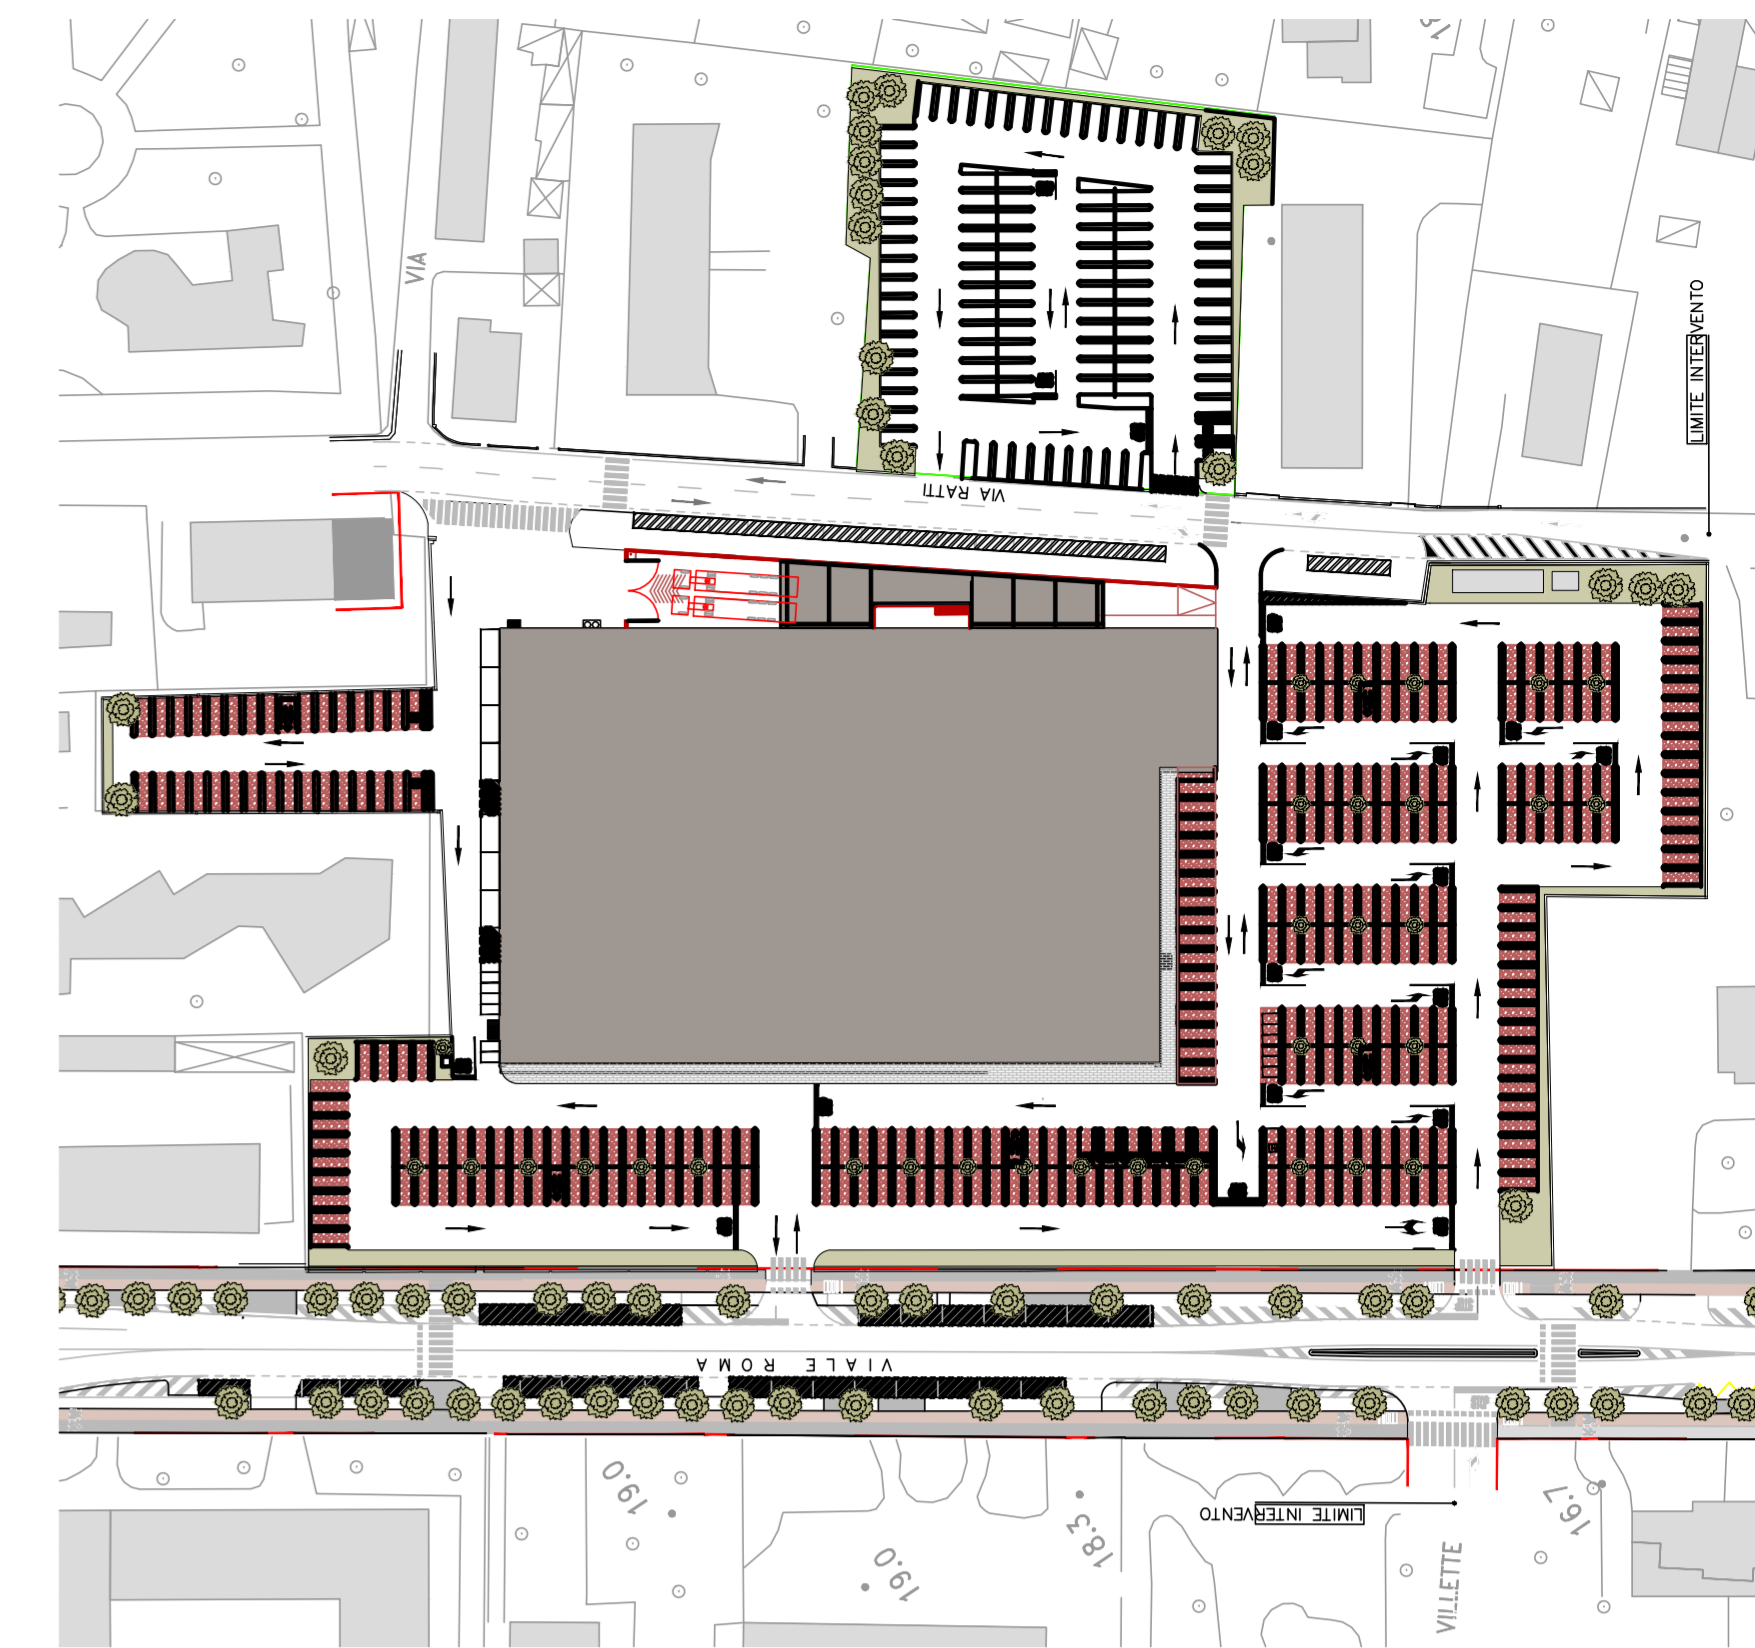 VIA
LIMITE INTERVENTO
VIA RATTI
VIALE ROMA
19.0
18.3
19.0
16.7
LIMITE INTERVENTO
VILLETTE